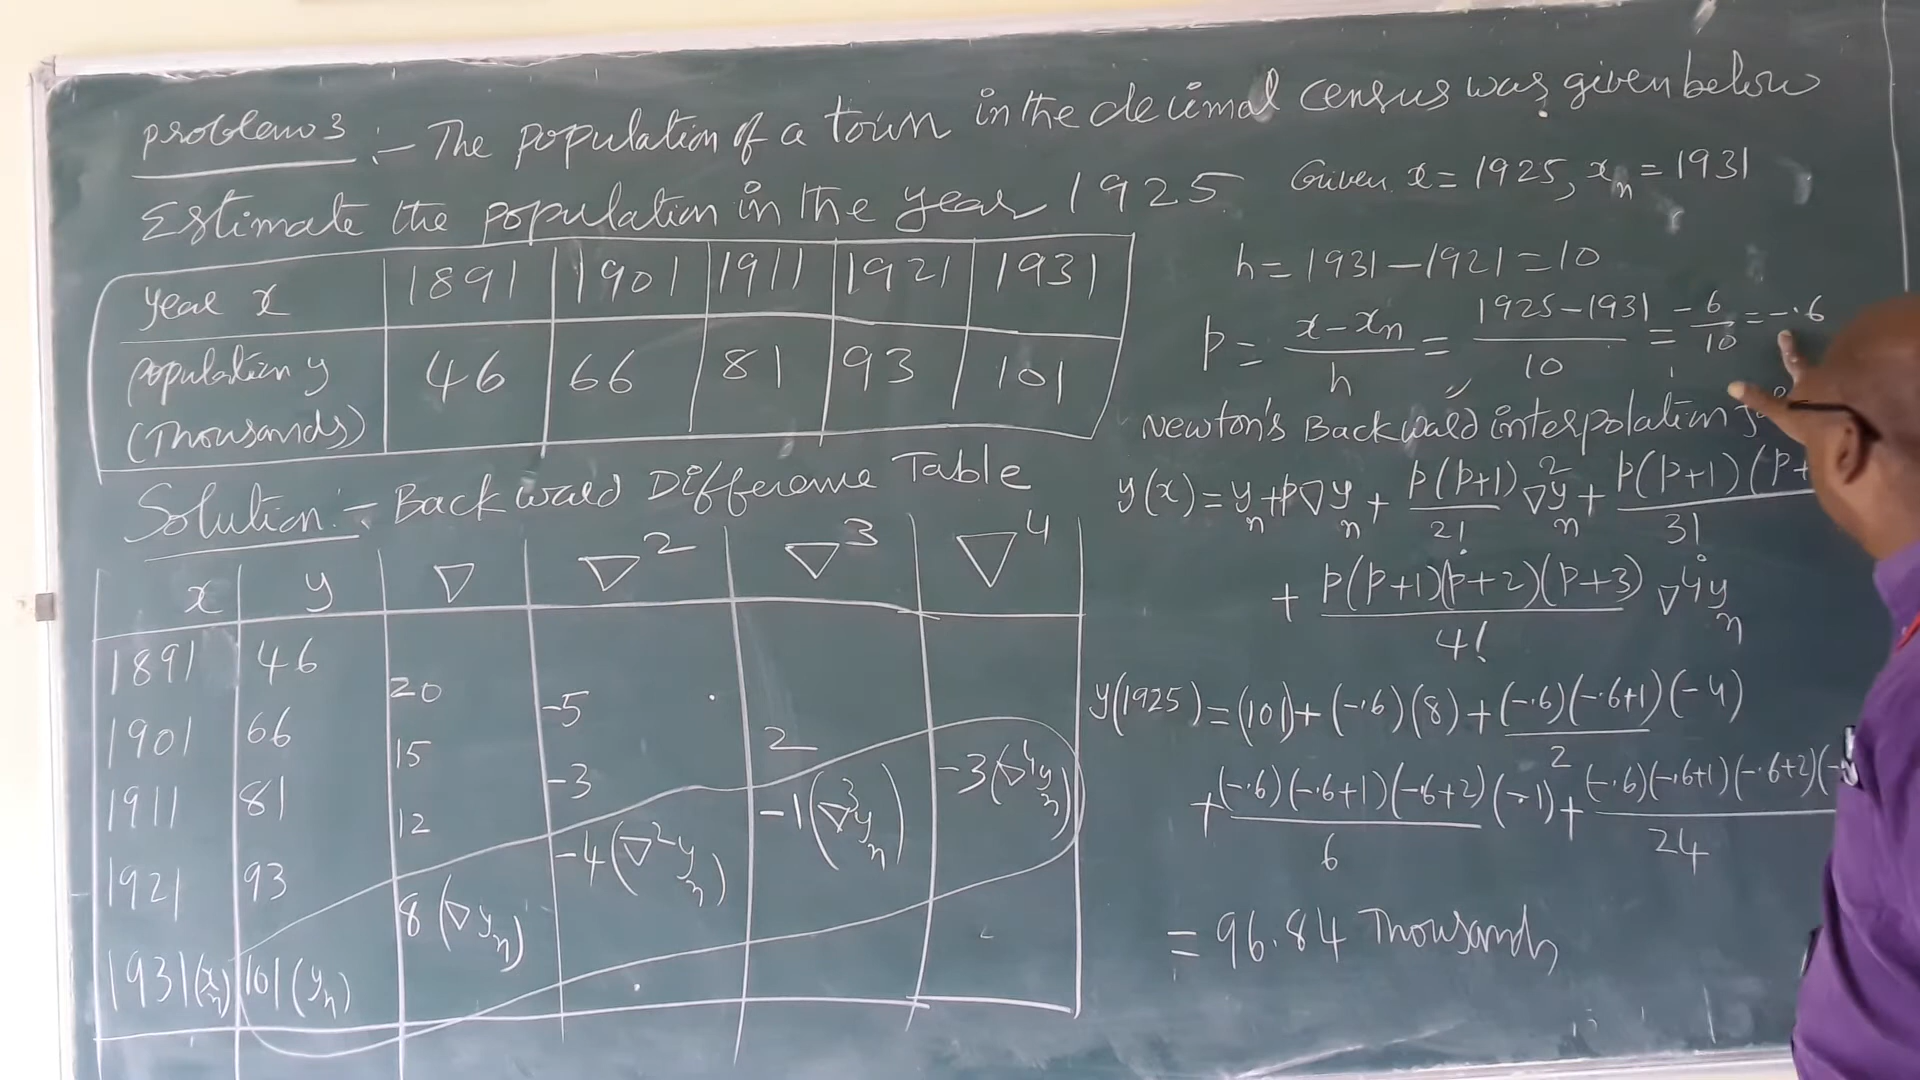 problem 3 :- The population of a town in the decimal census was given below
Estimate the population in the year 1925.
year x | 1891 | 1901 | 1911 | 1921 | 1931
population y (Thousands) | 46 | 66 | 81 | 93 | 101
Solution :- Backward Difference Table
x | y | ∇ | ∇² | ∇³ | ∇⁴
1891 | 46
20 | -5
1901 | 66
15 | -3 | 2
1911 | 81
12 | -4 (∇²yₙ) | -1 (∇³yₙ) | -3 (∇⁴yₙ)
1921 | 93
8 (∇yₙ)
1931 (xₙ) | 101 (yₙ)
Given x = 1925, xₙ = 1931
h = 1931 - 1921 = 10
p = (x - xₙ)/h = (1925 - 1931)/10 = -6/10 = -.6
Newton's Backward interpolation
y(x) = yₙ + p∇yₙ + p(p+1)/2! ∇²yₙ + p(p+1)(p+ /3!
+ p(p+1)(p+2)(p+3)/4! ∇⁴yₙ
y(1925) = (101) + (-.6)(8) + (-.6)(-.6+1)/2 (-4)
+ (-.6)(-.6+1)(-.6+2)/6 (-1) + (-.6)(-.6+1)(-.6+2)(- /24
= 96.84 Thousands